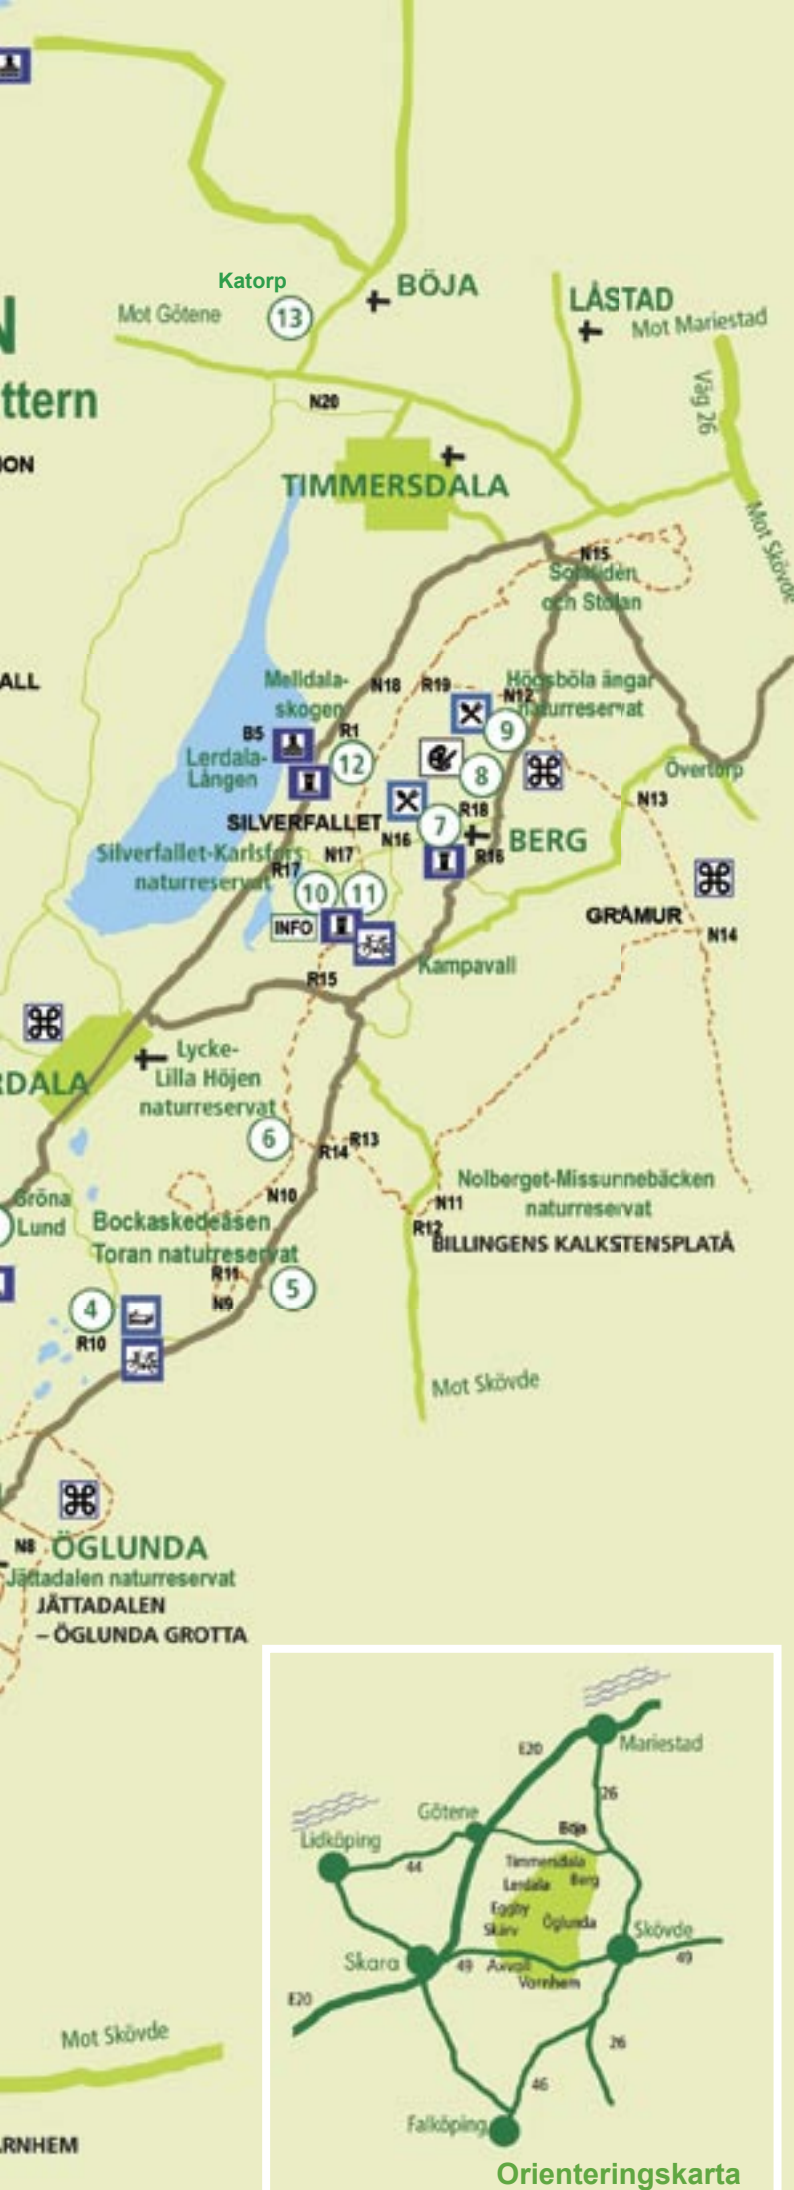 Katorp
BÖJA
13
Mot Götene
LÅSTAD
Mot Mariestad
N
ttern
N20
Väg 26
ION
TIMMERSDALA
Mot Skövde
N15
och Stolan
ALL
Melldala-
skogen
N18
R19
Högsböla ängar
N12
naturreservat
B5
R1
9
Lerdala-
Lången
12
8
Övertorp
SILVERFALLET
R18
N13
7
N16
BERG
Silverfallet-Karlsfors
naturreservat
N17
R16
R17
10
11
GRÅMUR
INFO
N14
Kampavall
R15
Lycke-
Lilla Höjen
naturreservat
RDALA
6
R13
R14
Nolberget-Missunnebäcken
naturreservat
N10
N11
Gröna
Lund
Bockaskedeåsen
Toran naturreservat
R12
BILLINGENS KALKSTENSPLATÅ
R11
5
4
N9
R10
Mot Skövde
N8
ÖGLUNDA
Jättadalen naturreservat
JÄTTADALEN
– ÖGLUNDA GROTTA
Mariestad
E20
26
Götene
Böja
Lidköping
44
Timmersdala
Lerdala
Berg
Eggby
Öglunda
Skärv
Skövde
Skara
49
Axvall
49
Varnhem
E20
26
Mot Skövde
46
Falköping
ARNHEM
Orienteringskarta